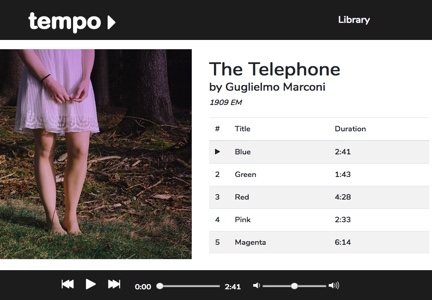 tempo
Library
The Telephone
by Guglielmo Marconi
1909 EM
# Title Duration
Blue 2:41
2 Green 1:43
3 Red 4:28
4 Pink 2:33
5 Magenta 6:14
0:00 2:41